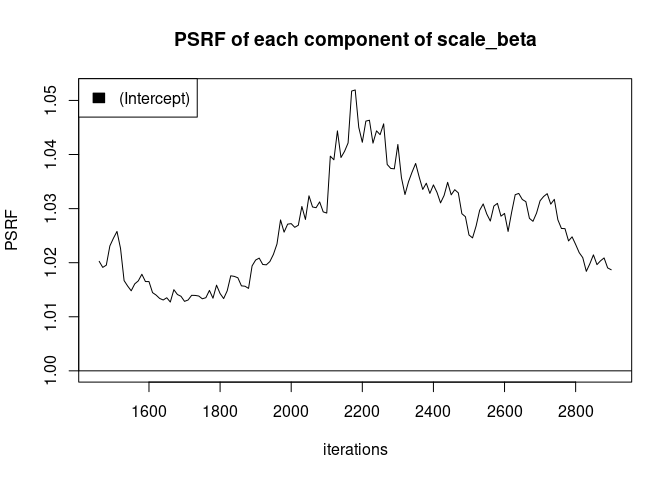 PSRF of each component of scale_beta
(Intercept)
PSRF
1.05
1.04
1.03
1.02
1.01
1.00
1600 1800 2000 2200 2400 2600 2800
iterations